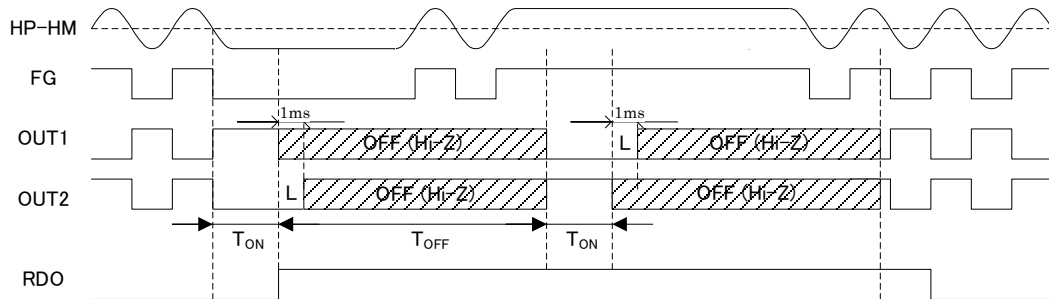 HP-HM
FG
1ms
1ms
OUT1
OFF (Hi-Z)
L
OFF (Hi-Z)
OUT2
L
OFF (Hi-Z)
OFF (Hi-Z)
TON
TOFF
TON
RDO